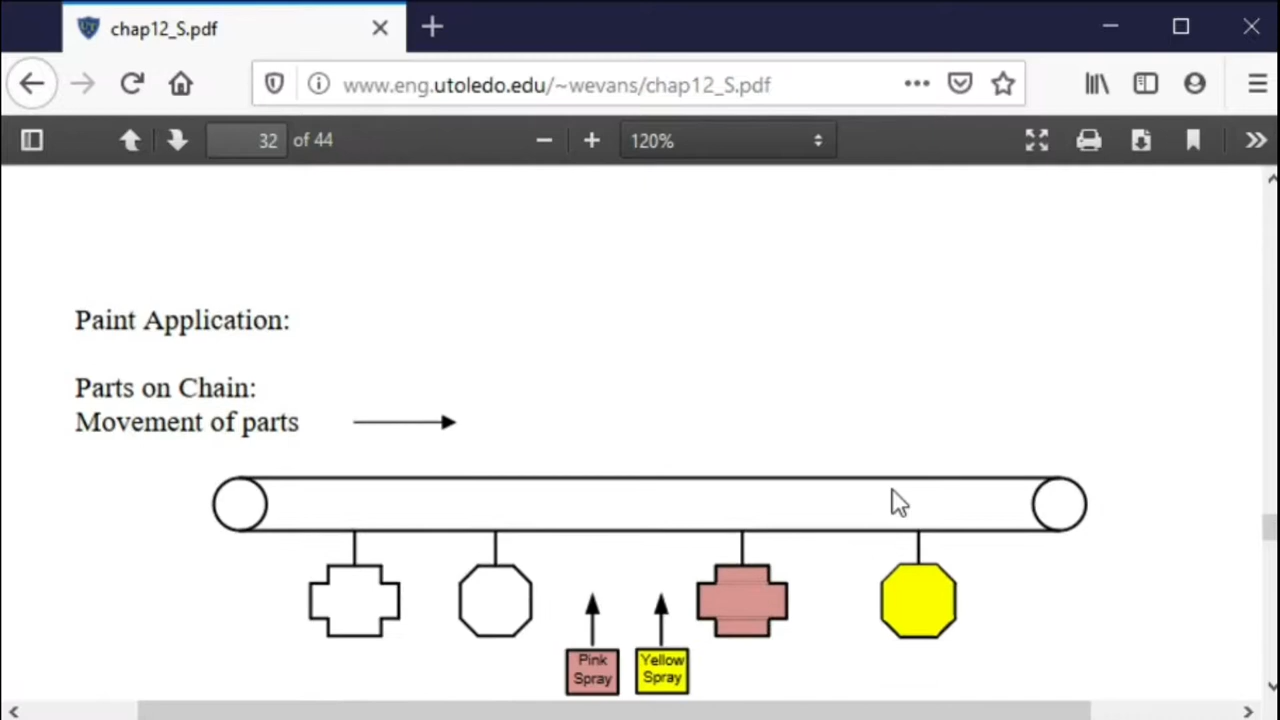 chap12_S.pdf
www.eng.utoledo.edu/~wevans/chap12_S.pdf
32 of 44
120%
Paint Application:
Parts on Chain:
Movement of parts
Pink
Spray
Yellow
Spray